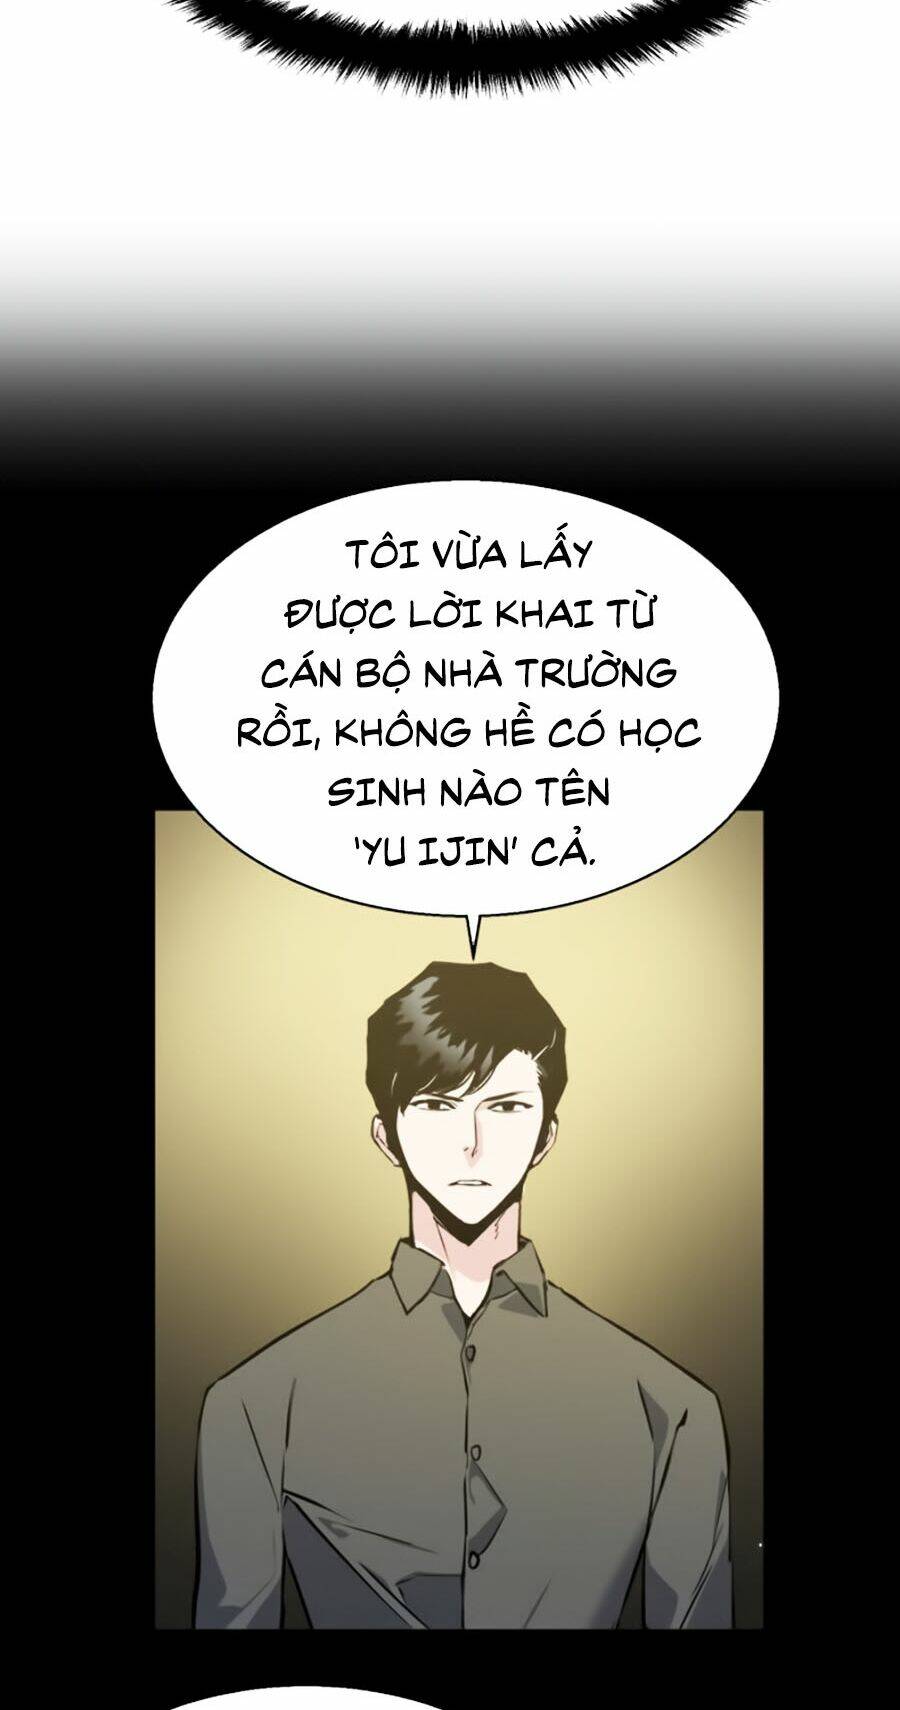 TÔI VỪA LẤY
ĐƯỢC LỜI KHAI TỪ
CÁN BỘ NHÀ TRƯỜNG
RỒI, KHÔNG HỀ CÓ HỌC
SINH NÀO TÊN
'YU IJIN' CẢ.